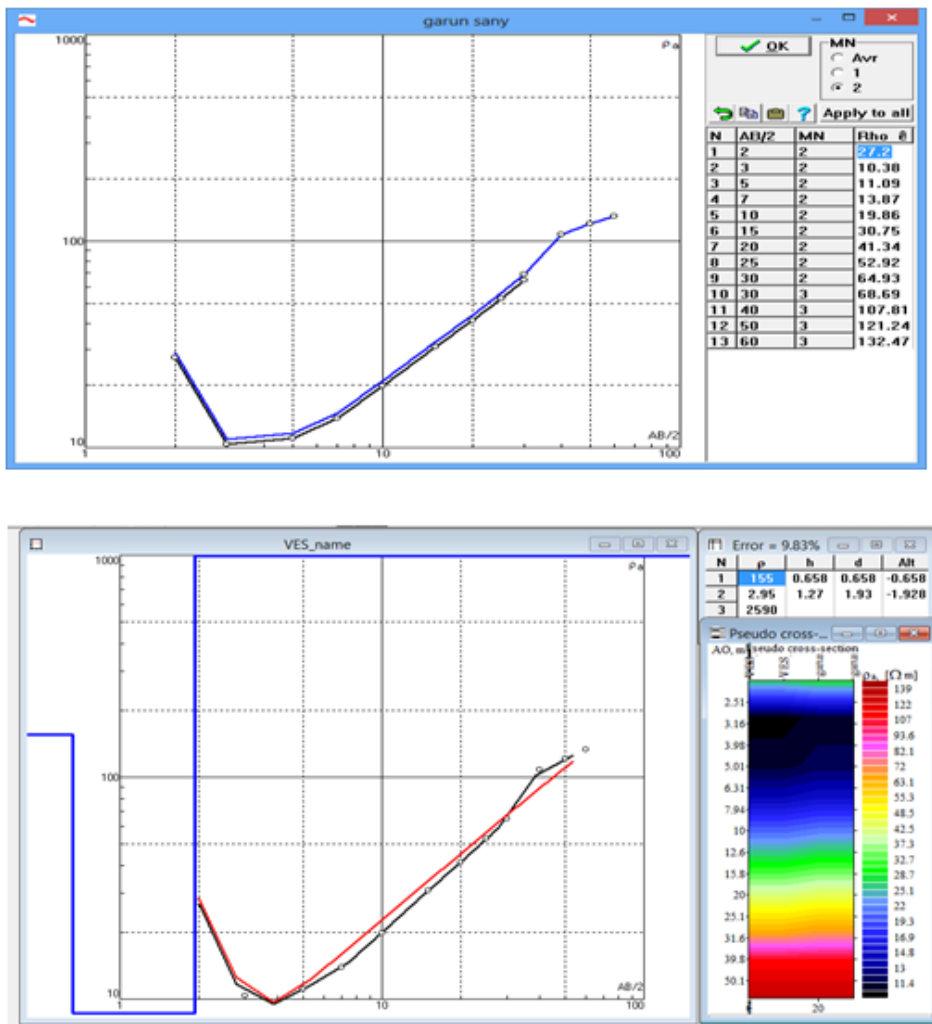 garun sany
1000
ρa
100
10
AB/2
1
10
100
OK
MN
Avr
1
2
Apply to all
N AB/2 MN Rho
1 2 2 27.2
2 3 2 10.38
3 5 2 11.09
4 7 2 13.87
5 10 2 19.86
6 15 2 30.75
7 20 2 41.34
8 25 2 52.92
9 30 2 64.93
10 30 3 68.69
11 40 3 107.81
12 50 3 121.24
13 60 3 132.47
VES_name
1000
ρa
100
10
AB/2
1
10
100
Error = 9.83%
N ρ h d Alt
1 155 0.658 0.658 -0.658
2 2.95 1.27 1.93 -1.928
3 2590
Pseudo cross-...
AO, m
Pseudo cross-section
ρa, [Ω m]
2.51
3.16
3.98
5.01
6.31
7.94
10
12.6
15.8
20
25.1
31.6
39.8
50.1
20
139
122
107
93.6
82.1
72
63.1
55.3
48.5
42.5
37.3
32.7
28.7
25.1
22
19.3
16.9
14.8
13
11.4